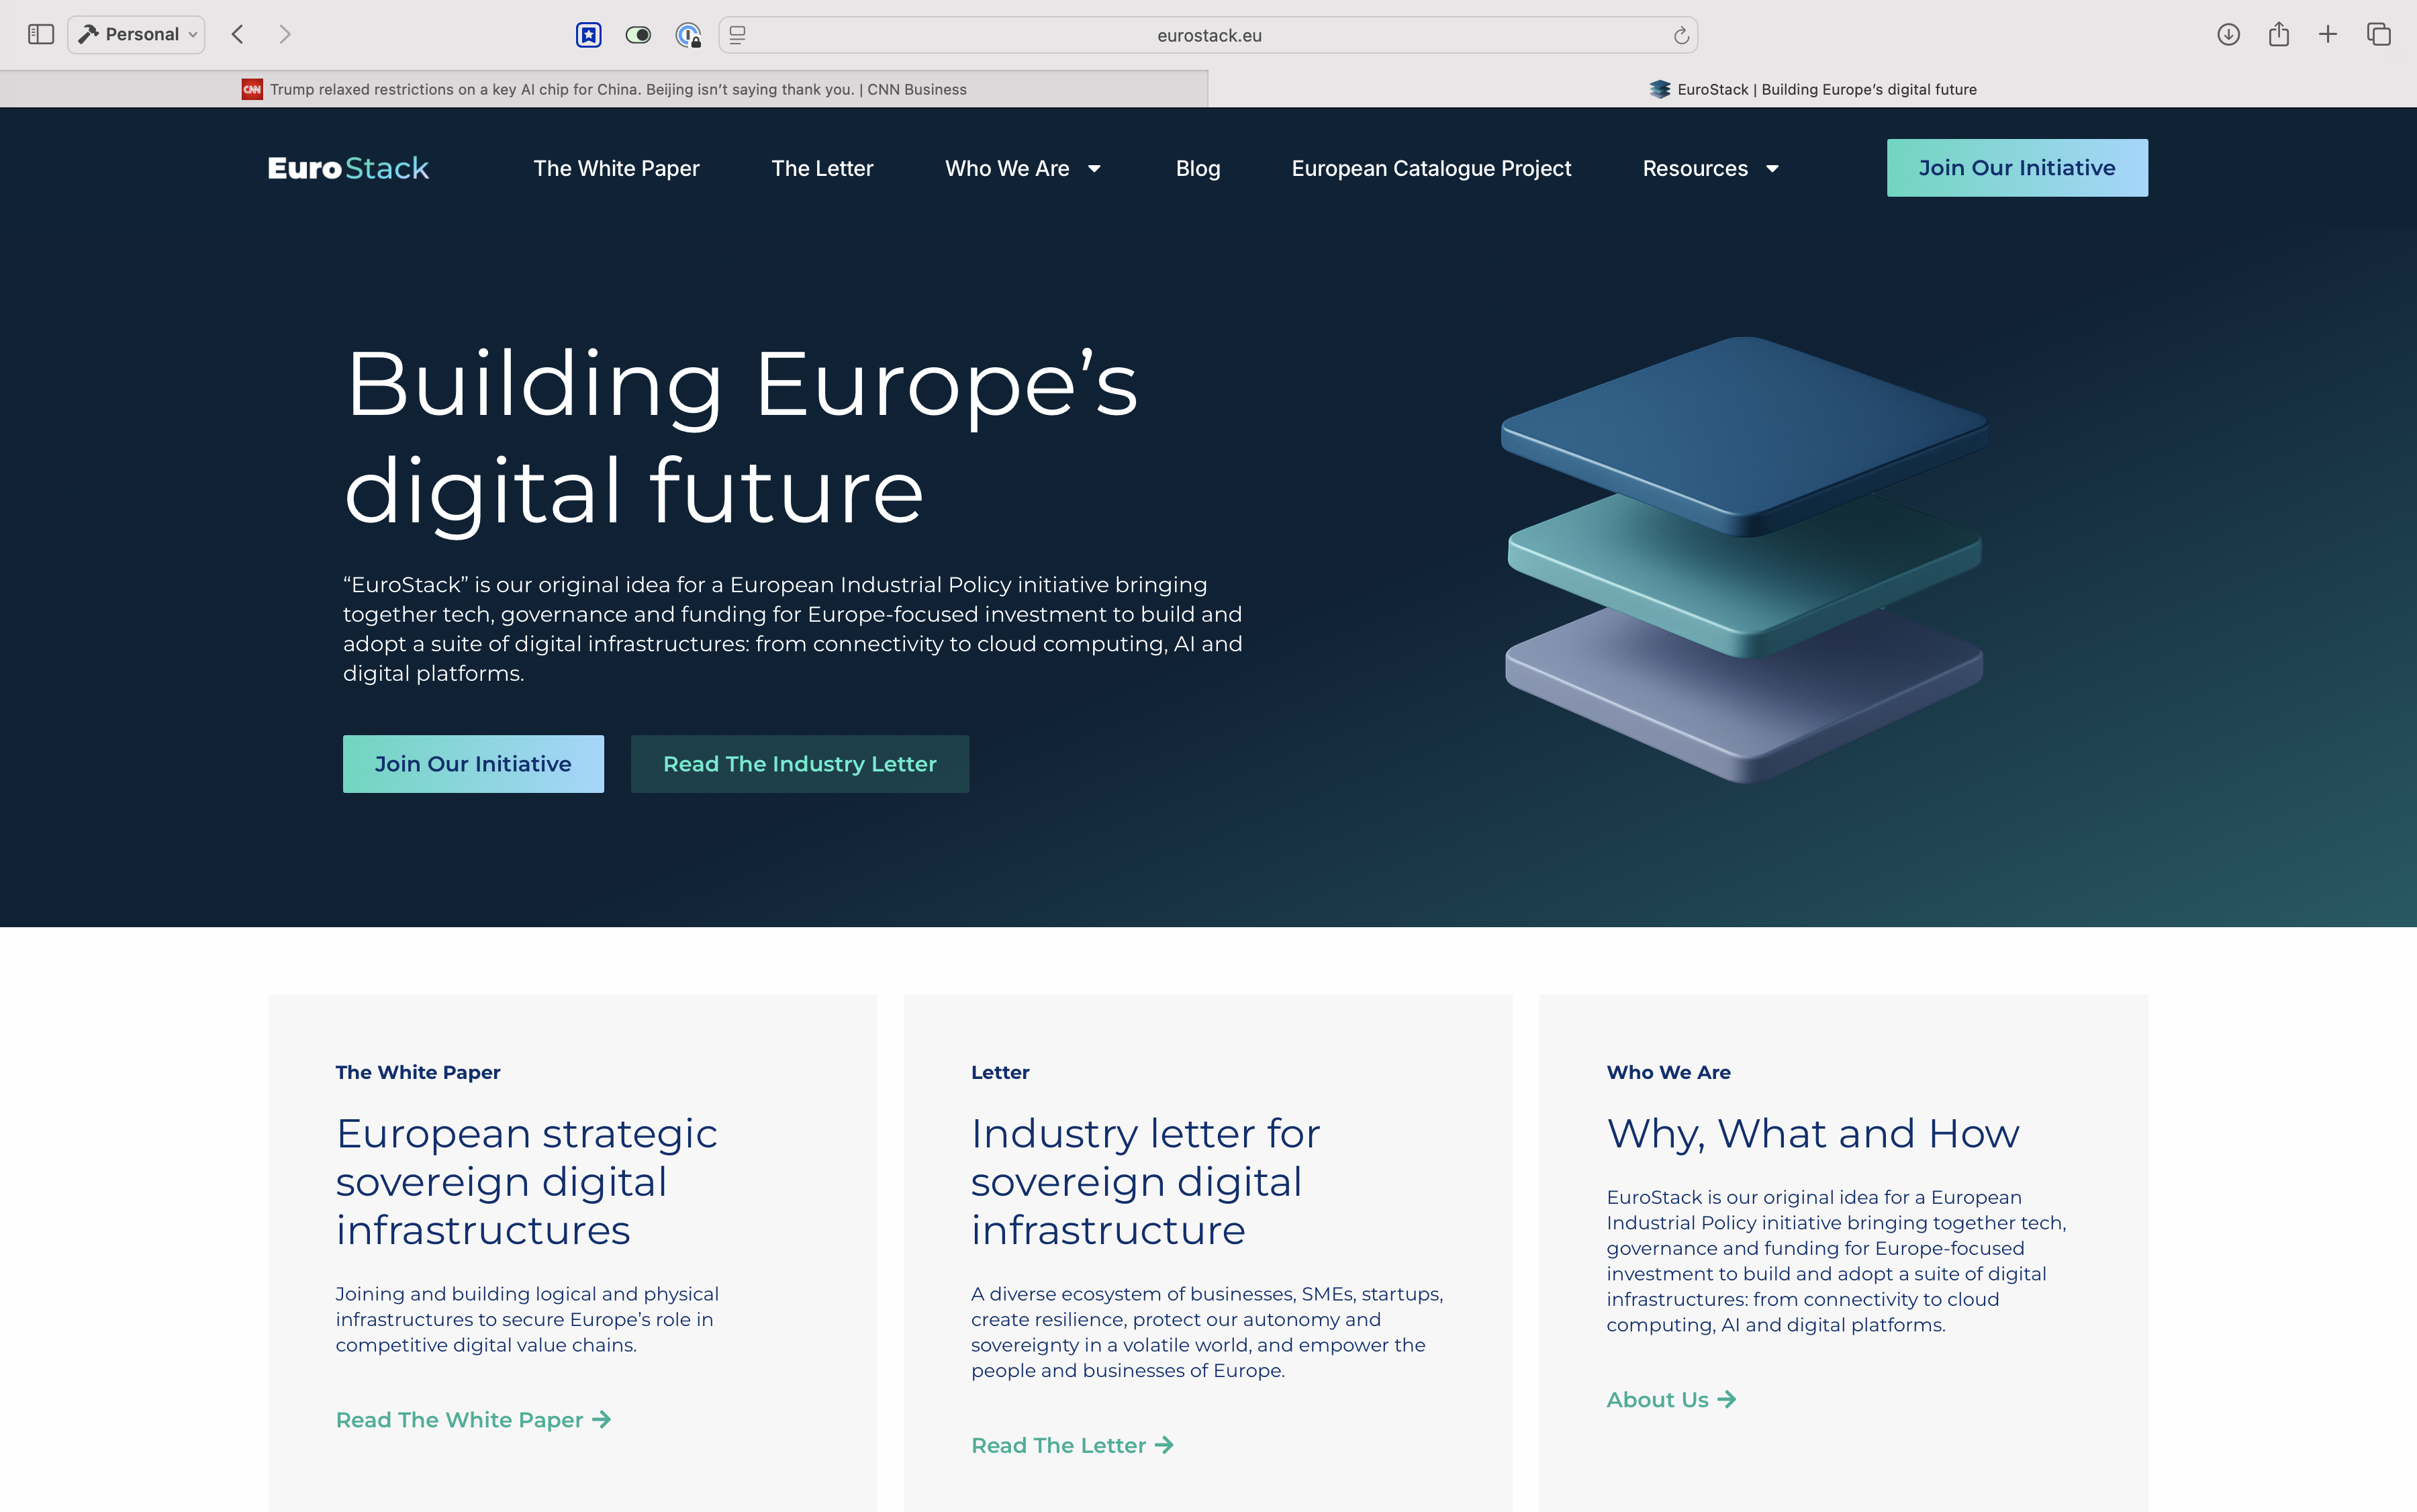 Personal
eurostack.eu
CNN
Trump relaxed restrictions on a key AI chip for China. Beijing isn’t saying thank you. | CNN Business
EuroStack | Building Europe’s digital future
EuroStack
The White Paper
The Letter
Who We Are
Blog
European Catalogue Project
Resources
Join Our Initiative
Building Europe’s
digital future
“EuroStack” is our original idea for a European Industrial Policy initiative bringing
together tech, governance and funding for Europe-focused investment to build and
adopt a suite of digital infrastructures: from connectivity to cloud computing, AI and
digital platforms.
Join Our Initiative
Read The Industry Letter
The White Paper
European strategic
sovereign digital
infrastructures
Joining and building logical and physical
infrastructures to secure Europe’s role in
competitive digital value chains.
Read The White Paper
Letter
Industry letter for
sovereign digital
infrastructure
A diverse ecosystem of businesses, SMEs, startups,
create resilience, protect our autonomy and
sovereignty in a volatile world, and empower the
people and businesses of Europe.
Read The Letter
Who We Are
Why, What and How
EuroStack is our original idea for a European
Industrial Policy initiative bringing together tech,
governance and funding for Europe-focused
investment to build and adopt a suite of digital
infrastructures: from connectivity to cloud
computing, AI and digital platforms.
About Us